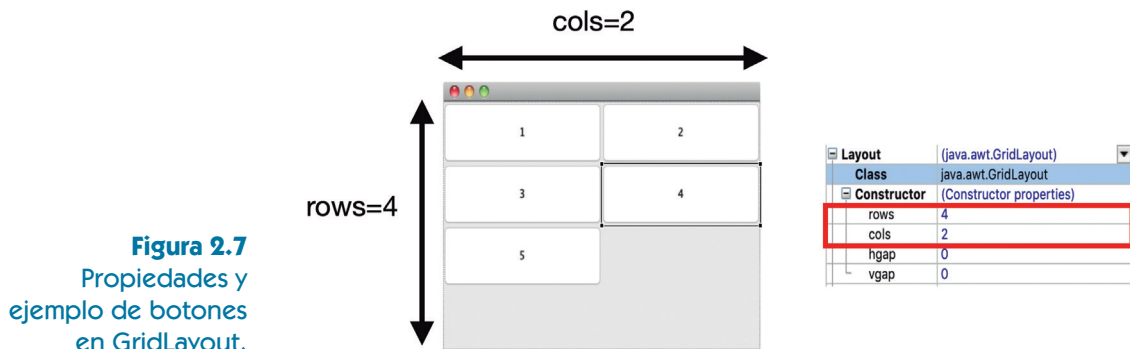 cols=2
rows=4
1
2
3
4
5
Layout (java.awt.GridLayout)
Class java.awt.GridLayout
Constructor (Constructor properties)
rows 4
cols 2
hgap 0
vgap 0
Figura 2.7
Propiedades y
ejemplo de botones
en GridLayout.